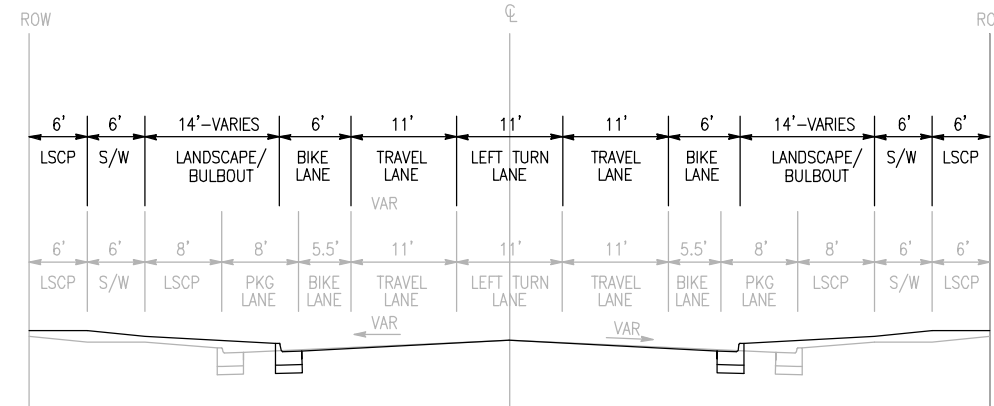 ROW ℄ RO
6' 6' 14'-VARIES 6' 11' 11' 11' 6' 14'-VARIES 6' 6'
LSCP S/W LANDSCAPE/ BIKE TRAVEL LEFT TURN TRAVEL BIKE LANDSCAPE/ S/W LSCP
BULBOUT LANE LANE LANE LANE LANE BULBOUT
VAR
6' 6' 8' 8' 5.5' 11' 11' 11' 5.5' 8' 8' 6' 6'
LSCP S/W LSCP PKG BIKE TRAVEL LEFT TURN TRAVEL BIKE PKG LSCP S/W LSCP
LANE LANE LANE LANE LANE LANE LANE
VAR VAR